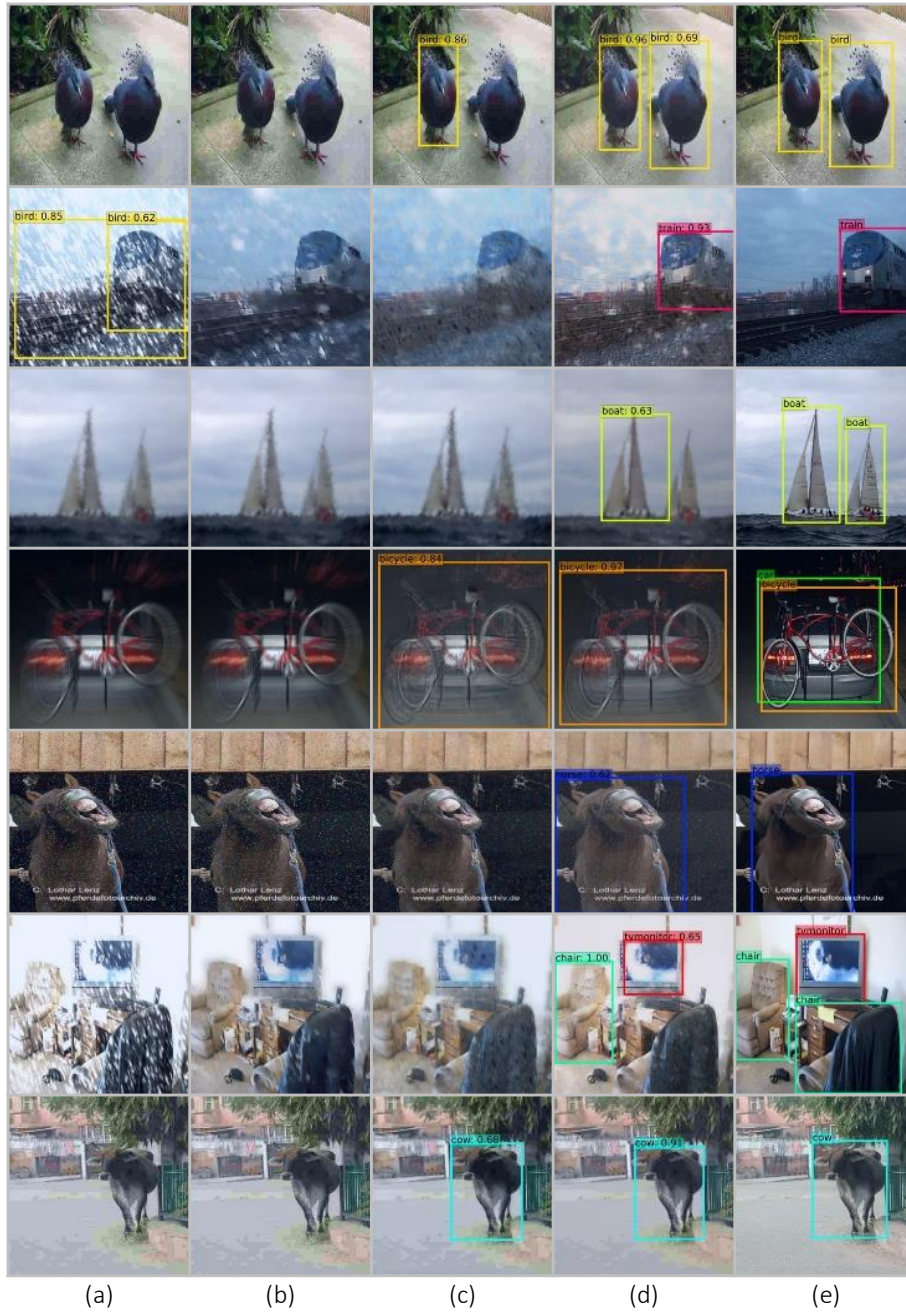 bird: 0.86
bird: 0.96
bird: 0.69
bird
bird
bird: 0.85
bird: 0.62
train: 0.93
train
boat: 0.63
boat
boat
bicycle: 0.84
bicycle: 0.97
car
bicycle
horse: 0.62
horse
C: Lothar Lenz
www.pferdefotoarchiv.de
C: Lothar Lenz
www.pferdefotoarchiv.de
C: Lothar Lenz
www.pferdefotoarchiv.de
C: Lothar Lenz
www.pferdefotoarchiv.de
C: Lothar Lenz
www.pferdefotoarchiv.de
tvmonitor: 0.65
chair: 1.00
tvmonitor
chair
chair
cow: 0.68
cow: 0.91
cow
(a) (b) (c) (d) (e)